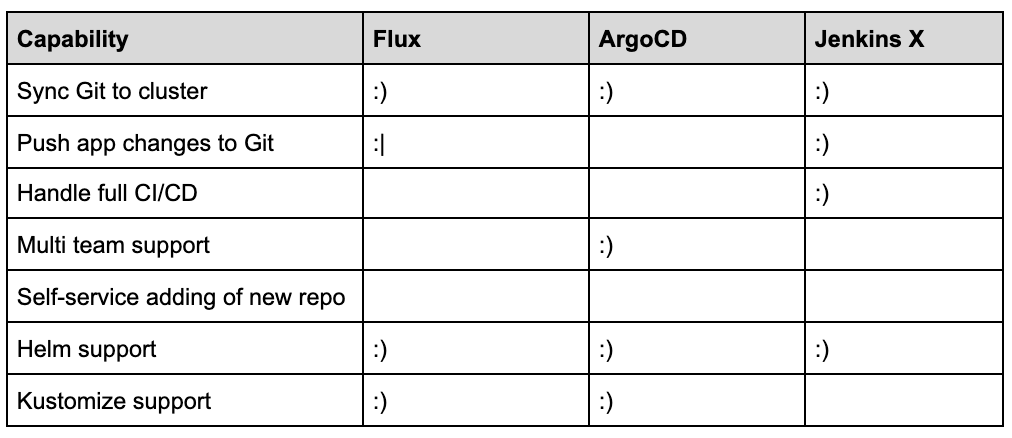 Capability Flux ArgoCD Jenkins X
Sync Git to cluster :) :) :)
Push app changes to Git :| :)
Handle full CI/CD :)
Multi team support :)
Self-service adding of new repo
Helm support :) :) :)
Kustomize support :) :)